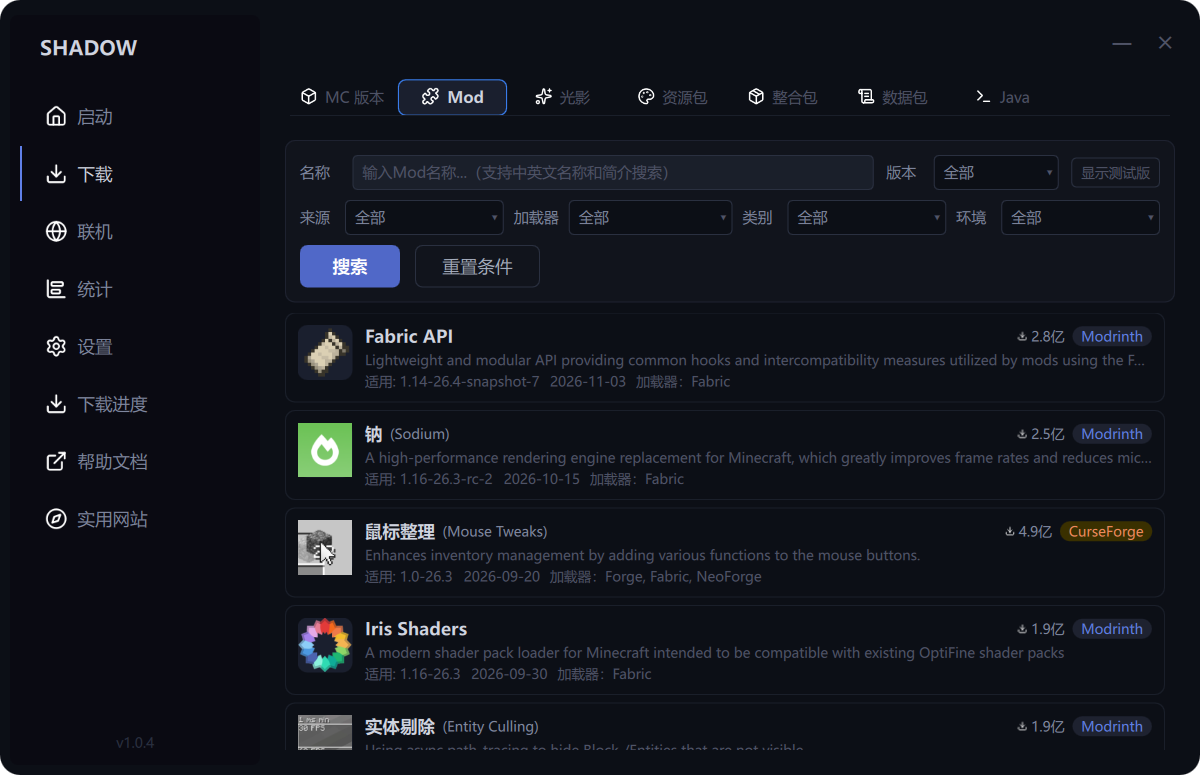 SHADOW
启动
下载
联机
统计
设置
下载进度
帮助文档
实用网站
v1.0.4
MC 版本 Mod 光影 资源包 整合包 数据包 Java
名称 输入Mod名称... (支持中英文名称和简介搜索) 版本 全部 显示测试版
来源 全部 加载器 全部 类别 全部 环境 全部
搜索 重置条件
Fabric API 2.8亿 Modrinth
Lightweight and modular API providing common hooks and intercompatibility measures utilized by mods using the F...
适用: 1.14-26.4-snapshot-7 2026-11-03 加载器: Fabric
钠 (Sodium) 2.5亿 Modrinth
A high-performance rendering engine replacement for Minecraft, which greatly improves frame rates and reduces mic...
适用: 1.16-26.3-rc-2 2026-10-15 加载器: Fabric
鼠标整理 (Mouse Tweaks) 4.9亿 CurseForge
Enhances inventory management by adding various functions to the mouse buttons.
适用: 1.0-26.3 2026-09-20 加载器: Forge, Fabric, NeoForge
Iris Shaders 1.9亿 Modrinth
A modern shader pack loader for Minecraft intended to be compatible with existing OptiFine shader packs
适用: 1.16-26.3 2026-09-30 加载器: Fabric
实体剔除 (Entity Culling) 1.9亿 Modrinth
Using async path-tracing to hide Block-/Entities that are not visible